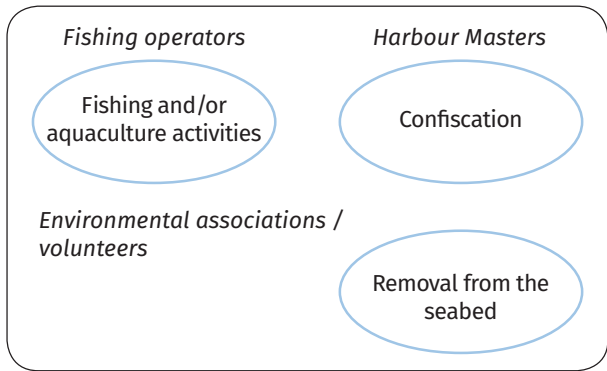 Fishing operators
Fishing and/or
aquaculture activities
Harbour Masters
Confiscation
Environmental associations /
volunteers
Removal from the
seabed